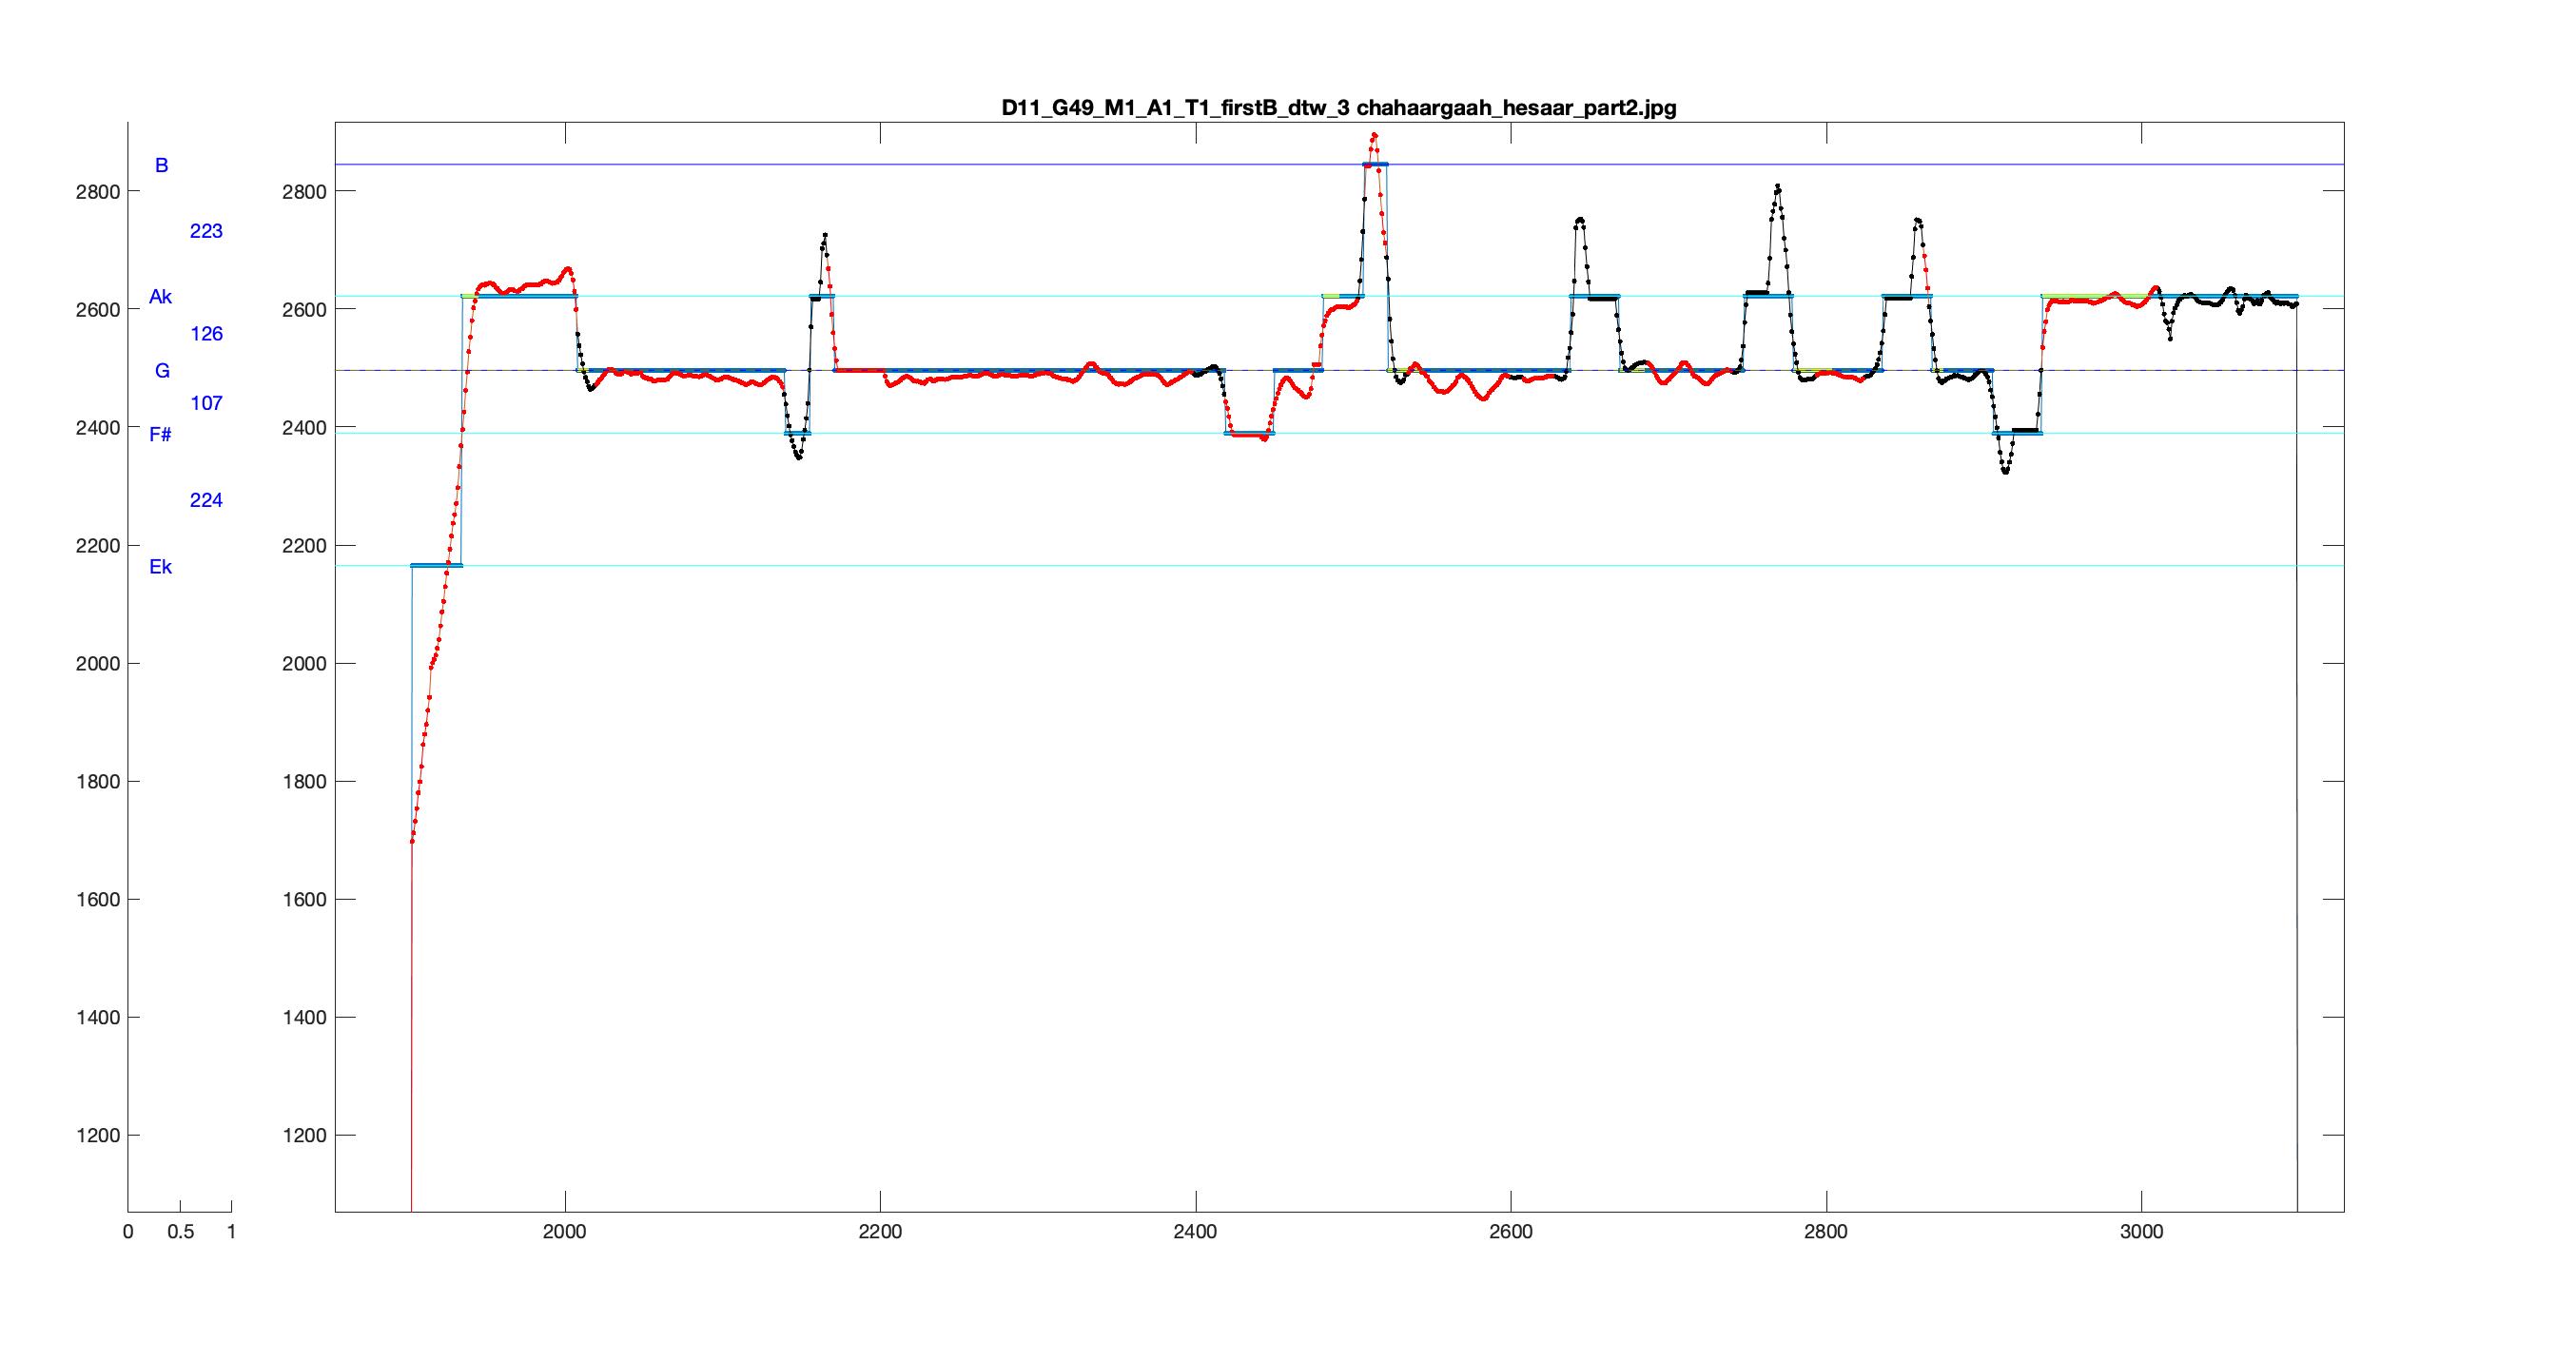 D11_G49_M1_A1_T1_firstB_dtw_3 chahaargaah_hesaar_part2.jpg
B
2800 2800
223
Ak
2600 2600
126
G
107
2400 F# 2400
224
2200 2200
Ek
2000 2000
1800 1800
1600 1600
1400 1400
1200 1200
0 0.5 1 2000 2200 2400 2600 2800 3000